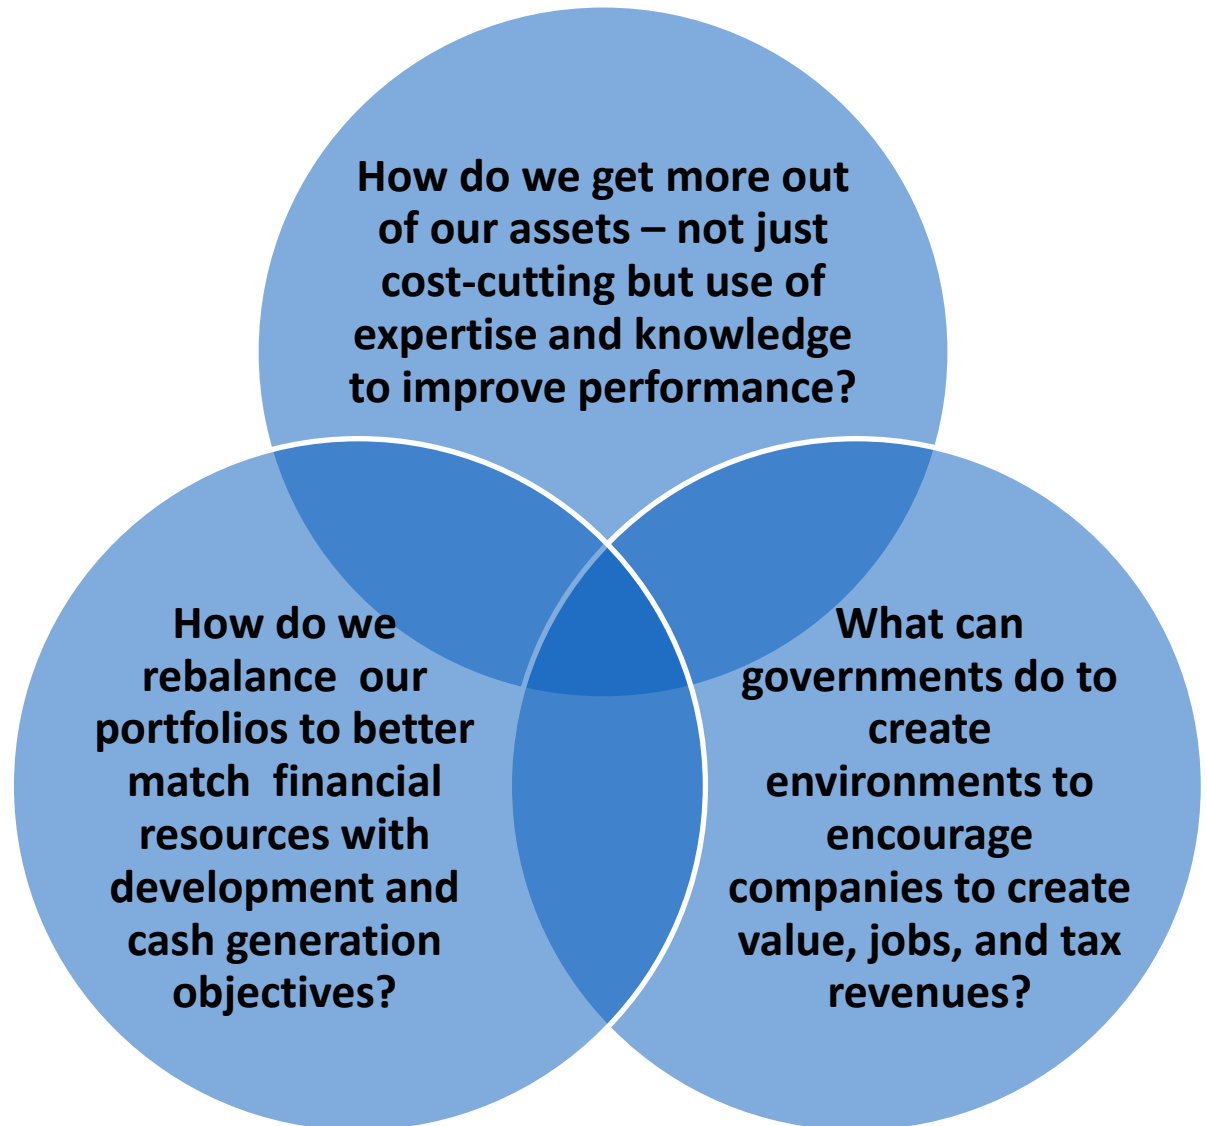 How do we get more out
of our assets – not just
cost-cutting but use of
expertise and knowledge
to improve performance?
How do we
rebalance  our
portfolios to better
match  financial
resources with
development and
cash generation
objectives?
What can
governments do to
create
environments to
encourage
companies to create
value, jobs, and tax
revenues?